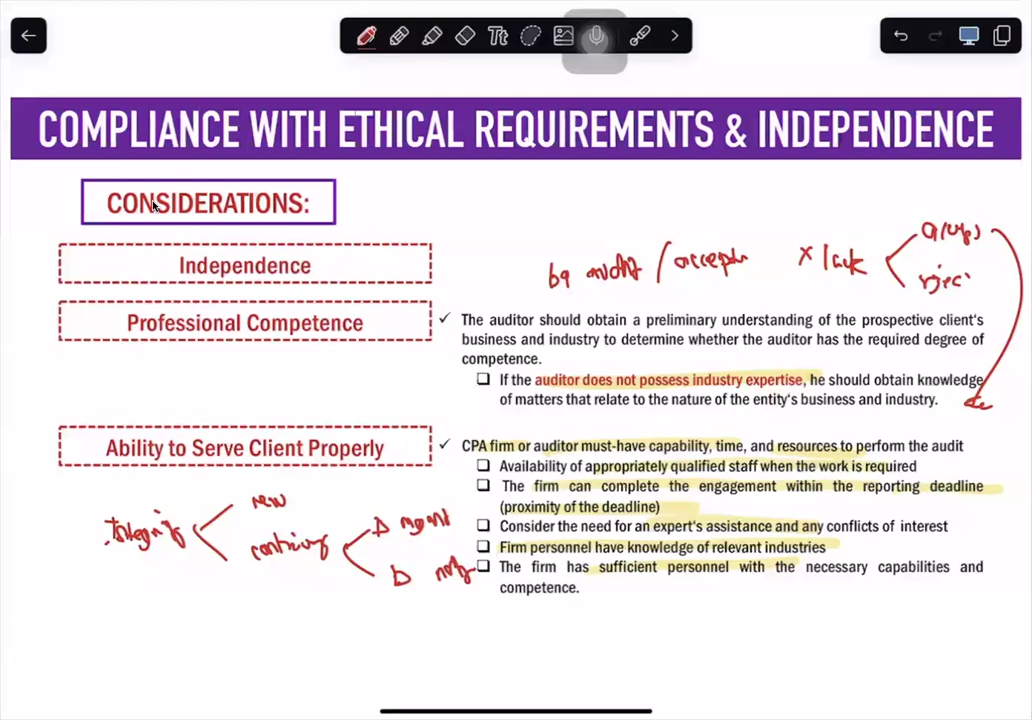 Tt
COMPLIANCE WITH ETHICAL REQUIREMENTS & INDEPENDENCE
CONSIDERATIONS:
Independence
Professional Competence
✓ The auditor should obtain a preliminary understanding of the prospective client's
business and industry to determine whether the auditor has the required degree of
competence.
❑ If the auditor does not possess industry expertise, he should obtain knowledge
of matters that relate to the nature of the entity's business and industry.
Ability to Serve Client Properly
✓ CPA firm or auditor must-have capability, time, and resources to perform the audit
❑ Availability of appropriately qualified staff when the work is required
❑ The firm can complete the engagement within the reporting deadline
(proximity of the deadline)
❑ Consider the need for an expert's assistance and any conflicts of interest
❑ Firm personnel have knowledge of relevant industries
❑ The firm has sufficient personnel with the necessary capabilities and
competence.
x lack
new